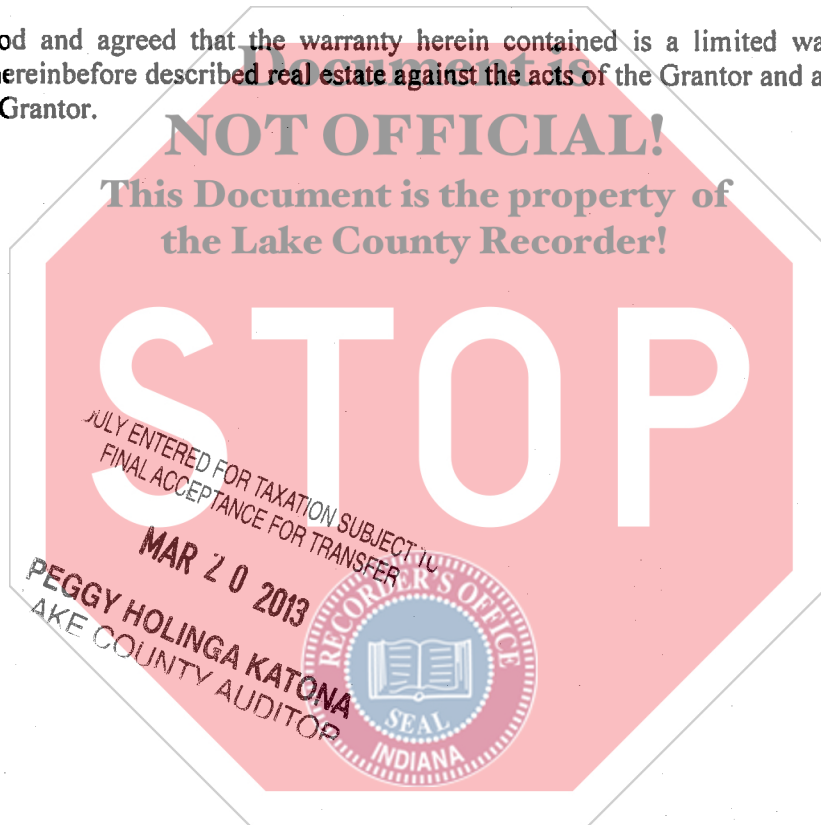 od and agreed that the warranty herein contained is a limited wa
ereinbefore described real estate against the acts of the Grantor and a
Grantor.
Document is
NOT OFFICIAL!
This Document is the property of
the Lake County Recorder!
STOP
DULY ENTERED FOR TAXATION SUBJECT TO
FINAL ACCEPTANCE FOR TRANSFER
MAR 20 2013
PEGGY HOLINGA KATONA
LAKE COUNTY AUDITOR
RECORDER'S OFFICE
SEAL
INDIANA